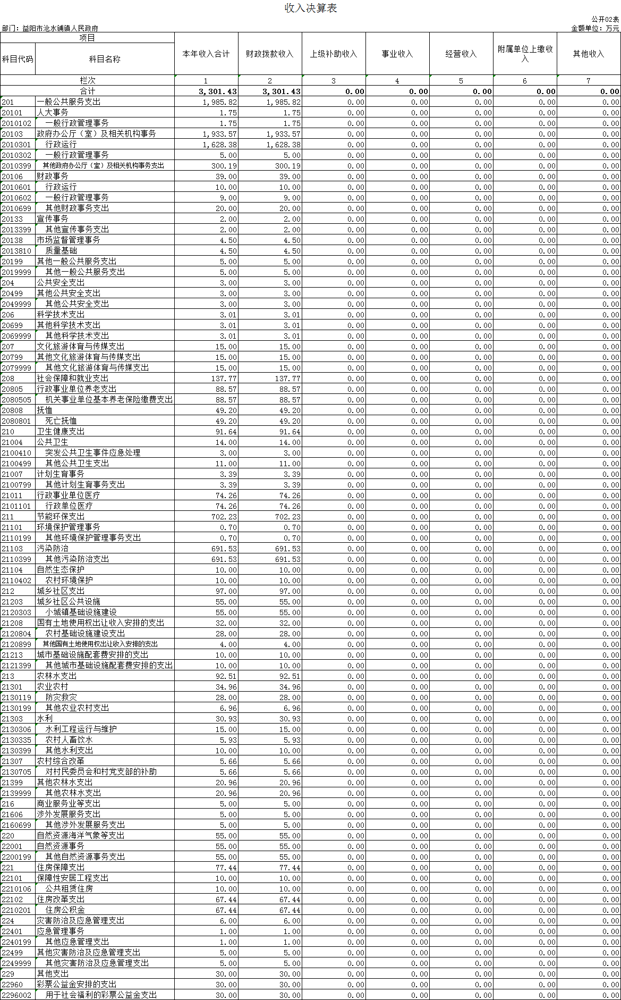 收入决算表
公开02表
部门：益阳市沧水铺镇人民政府 金额单位：万元
项目 本年收入合计 财政拨款收入 上级补助收入 事业收入 经营收入 附属单位上缴收入 其他收入
科目代码 科目名称
栏次 1 2 3 4 5 6 7
合计 3,301.43 3,301.43 0.00 0.00 0.00 0.00 0.00
201 一般公共服务支出 1,985.82 1,985.82 0.00 0.00 0.00 0.00 0.00
20101 人大事务 1.75 1.75 0.00 0.00 0.00 0.00 0.00
2010102 一般行政管理事务 1.75 1.75 0.00 0.00 0.00 0.00 0.00
20103 政府办公厅（室）及相关机构事务 1,933.57 1,933.57 0.00 0.00 0.00 0.00 0.00
2010301 行政运行 1,628.38 1,628.38 0.00 0.00 0.00 0.00 0.00
2010302 一般行政管理事务 5.00 5.00 0.00 0.00 0.00 0.00 0.00
2010399 其他政府办公厅（室）及相关机构事务支出 300.19 300.19 0.00 0.00 0.00 0.00 0.00
20106 财政事务 39.00 39.00 0.00 0.00 0.00 0.00 0.00
2010601 行政运行 10.00 10.00 0.00 0.00 0.00 0.00 0.00
2010602 一般行政管理事务 9.00 9.00 0.00 0.00 0.00 0.00 0.00
2010699 其他财政事务支出 20.00 20.00 0.00 0.00 0.00 0.00 0.00
20133 宣传事务 2.00 2.00 0.00 0.00 0.00 0.00 0.00
2013399 其他宣传事务支出 2.00 2.00 0.00 0.00 0.00 0.00 0.00
20138 市场监督管理事务 4.50 4.50 0.00 0.00 0.00 0.00 0.00
2013810 质量基础 4.50 4.50 0.00 0.00 0.00 0.00 0.00
20199 其他一般公共服务支出 5.00 5.00 0.00 0.00 0.00 0.00 0.00
2019999 其他一般公共服务支出 5.00 5.00 0.00 0.00 0.00 0.00 0.00
204 公共安全支出 3.00 3.00 0.00 0.00 0.00 0.00 0.00
20499 其他公共安全支出 3.00 3.00 0.00 0.00 0.00 0.00 0.00
2049999 其他公共安全支出 3.00 3.00 0.00 0.00 0.00 0.00 0.00
206 科学技术支出 3.01 3.01 0.00 0.00 0.00 0.00 0.00
20699 其他科学技术支出 3.01 3.01 0.00 0.00 0.00 0.00 0.00
2069999 其他科学技术支出 3.01 3.01 0.00 0.00 0.00 0.00 0.00
207 文化旅游体育与传媒支出 15.00 15.00 0.00 0.00 0.00 0.00 0.00
20799 其他文化旅游体育与传媒支出 15.00 15.00 0.00 0.00 0.00 0.00 0.00
2079999 其他文化旅游体育与传媒支出 15.00 15.00 0.00 0.00 0.00 0.00 0.00
208 社会保障和就业支出 137.77 137.77 0.00 0.00 0.00 0.00 0.00
20805 行政事业单位养老支出 88.57 88.57 0.00 0.00 0.00 0.00 0.00
2080505 机关事业单位基本养老保险缴费支出 88.57 88.57 0.00 0.00 0.00 0.00 0.00
20808 抚恤 49.20 49.20 0.00 0.00 0.00 0.00 0.00
2080801 死亡抚恤 49.20 49.20 0.00 0.00 0.00 0.00 0.00
210 卫生健康支出 91.64 91.64 0.00 0.00 0.00 0.00 0.00
21004 公共卫生 14.00 14.00 0.00 0.00 0.00 0.00 0.00
2100410 突发公共卫生事件应急处理 3.00 3.00 0.00 0.00 0.00 0.00 0.00
2100499 其他公共卫生支出 11.00 11.00 0.00 0.00 0.00 0.00 0.00
21007 计划生育事务 3.39 3.39 0.00 0.00 0.00 0.00 0.00
2100799 其他计划生育事务支出 3.39 3.39 0.00 0.00 0.00 0.00 0.00
21011 行政事业单位医疗 74.26 74.26 0.00 0.00 0.00 0.00 0.00
2101101 行政单位医疗 74.26 74.26 0.00 0.00 0.00 0.00 0.00
211 节能环保支出 702.23 702.23 0.00 0.00 0.00 0.00 0.00
21101 环境保护管理事务 0.70 0.70 0.00 0.00 0.00 0.00 0.00
2110199 其他环境保护管理事务支出 0.70 0.70 0.00 0.00 0.00 0.00 0.00
21103 污染防治 691.53 691.53 0.00 0.00 0.00 0.00 0.00
2110399 其他污染防治支出 691.53 691.53 0.00 0.00 0.00 0.00 0.00
21104 自然生态保护 10.00 10.00 0.00 0.00 0.00 0.00 0.00
2110402 农村环境保护 10.00 10.00 0.00 0.00 0.00 0.00 0.00
212 城乡社区支出 97.00 97.00 0.00 0.00 0.00 0.00 0.00
21203 城乡社区公共设施 55.00 55.00 0.00 0.00 0.00 0.00 0.00
2120303 小城镇基础设施建设 55.00 55.00 0.00 0.00 0.00 0.00 0.00
21208 国有土地使用权出让收入安排的支出 32.00 32.00 0.00 0.00 0.00 0.00 0.00
2120804 农村基础设施建设支出 28.00 28.00 0.00 0.00 0.00 0.00 0.00
2120899 其他国有土地使用权出让收入安排的支出 4.00 4.00 0.00 0.00 0.00 0.00 0.00
21213 城市基础设施配套费安排的支出 10.00 10.00 0.00 0.00 0.00 0.00 0.00
2121399 其他城市基础设施配套费安排的支出 10.00 10.00 0.00 0.00 0.00 0.00 0.00
213 农林水支出 92.51 92.51 0.00 0.00 0.00 0.00 0.00
21301 农业农村 34.96 34.96 0.00 0.00 0.00 0.00 0.00
2130119 防灾救灾 28.00 28.00 0.00 0.00 0.00 0.00 0.00
2130199 其他农业农村支出 6.96 6.96 0.00 0.00 0.00 0.00 0.00
21303 水利 30.93 30.93 0.00 0.00 0.00 0.00 0.00
2130306 水利工程运行与维护 15.00 15.00 0.00 0.00 0.00 0.00 0.00
2130335 农村人畜饮水 5.93 5.93 0.00 0.00 0.00 0.00 0.00
2130399 其他水利支出 10.00 10.00 0.00 0.00 0.00 0.00 0.00
21307 农村综合改革 5.66 5.66 0.00 0.00 0.00 0.00 0.00
2130705 对村民委员会和村党支部的补助 5.66 5.66 0.00 0.00 0.00 0.00 0.00
21399 其他农林水支出 20.96 20.96 0.00 0.00 0.00 0.00 0.00
2139999 其他农林水支出 20.96 20.96 0.00 0.00 0.00 0.00 0.00
216 商业服务业等支出 5.00 5.00 0.00 0.00 0.00 0.00 0.00
21606 涉外发展服务支出 5.00 5.00 0.00 0.00 0.00 0.00 0.00
2160699 其他涉外发展服务支出 5.00 5.00 0.00 0.00 0.00 0.00 0.00
220 自然资源海洋气象等支出 55.00 55.00 0.00 0.00 0.00 0.00 0.00
22001 自然资源事务 55.00 55.00 0.00 0.00 0.00 0.00 0.00
2200199 其他自然资源事务支出 55.00 55.00 0.00 0.00 0.00 0.00 0.00
221 住房保障支出 77.44 77.44 0.00 0.00 0.00 0.00 0.00
22101 保障性安居工程支出 10.00 10.00 0.00 0.00 0.00 0.00 0.00
2210106 公共租赁住房 10.00 10.00 0.00 0.00 0.00 0.00 0.00
22102 住房改革支出 67.44 67.44 0.00 0.00 0.00 0.00 0.00
2210201 住房公积金 67.44 67.44 0.00 0.00 0.00 0.00 0.00
224 灾害防治及应急管理支出 6.00 6.00 0.00 0.00 0.00 0.00 0.00
22401 应急管理事务 1.00 1.00 0.00 0.00 0.00 0.00 0.00
2240199 其他应急管理支出 1.00 1.00 0.00 0.00 0.00 0.00 0.00
22499 其他灾害防治及应急管理支出 5.00 5.00 0.00 0.00 0.00 0.00 0.00
2249999 其他灾害防治及应急管理支出 5.00 5.00 0.00 0.00 0.00 0.00 0.00
229 其他支出 30.00 30.00 0.00 0.00 0.00 0.00 0.00
22960 彩票公益金安排的支出 30.00 30.00 0.00 0.00 0.00 0.00 0.00
2296002 用于社会福利的彩票公益金支出 30.00 30.00 0.00 0.00 0.00 0.00 0.00